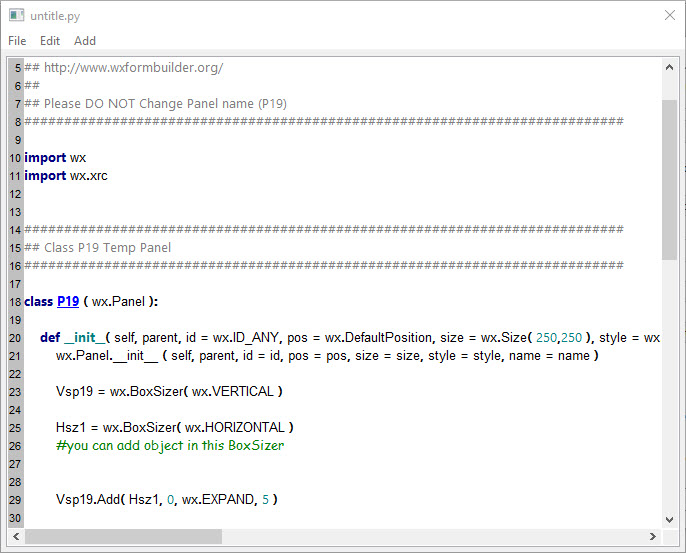 untitle.py
File Edit Add
5 ## http://www.wxformbuilder.org/
6 ##
7 ## Please DO NOT Change Panel name (P19)
8 ###########################################################################
9
10 import wx
11 import wx.xrc
12
13
14 ###########################################################################
15 ## Class P19 Temp Panel
16 ###########################################################################
17
18 class P19 ( wx.Panel ):
19
20 def __init__( self, parent, id = wx.ID_ANY, pos = wx.DefaultPosition, size = wx.Size( 250,250 ), style = wx
21 wx.Panel.__init__ ( self, parent, id = id, pos = pos, size = size, style = style, name = name )
22
23 Vsp19 = wx.BoxSizer( wx.VERTICAL )
24
25 Hsz1 = wx.BoxSizer( wx.HORIZONTAL )
26 #you can add object in this BoxSizer
27
28
29 Vsp19.Add( Hsz1, 0, wx.EXPAND, 5 )
30